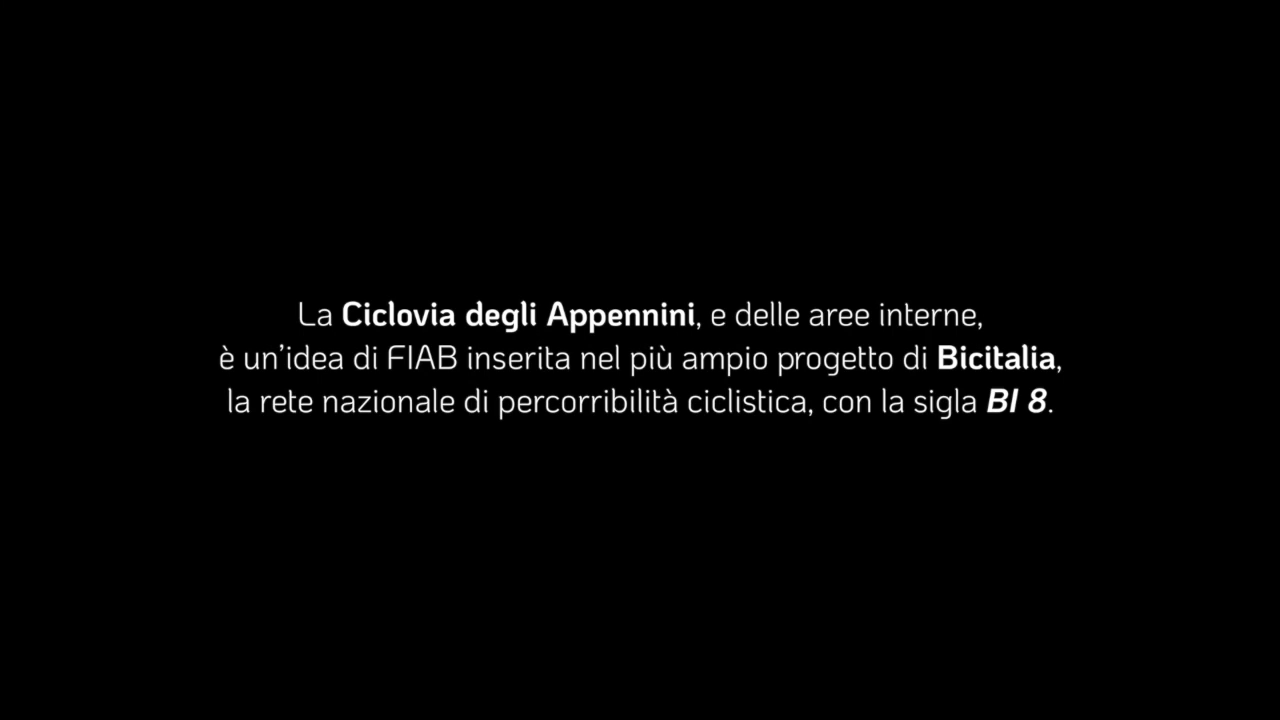 La Ciclovia degli Appennini, e delle aree interne,
è un’idea di FIAB inserita nel più ampio progetto di Bicitalia,
la rete nazionale di percorribilità ciclistica, con la sigla BI 8.